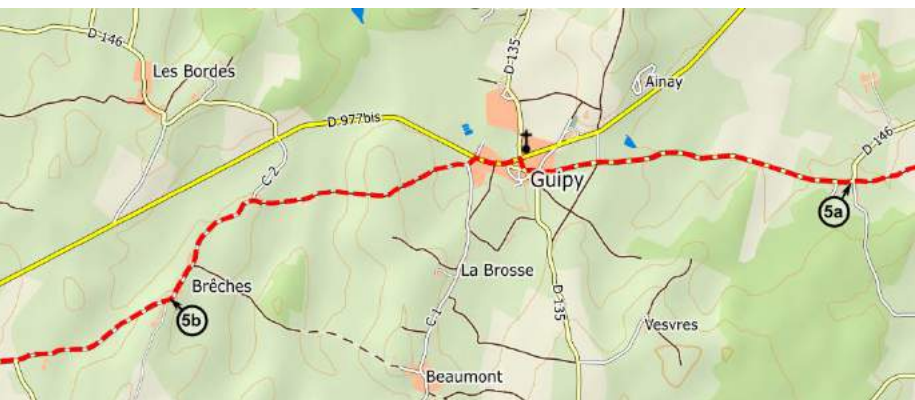 D 146
Les Bordes
D 135
Ainay
D 977bis
D 146
C 2
Guipy
5a
Brêches
La Brosse
5b
C 1
D 135
Vesvres
Beaumont